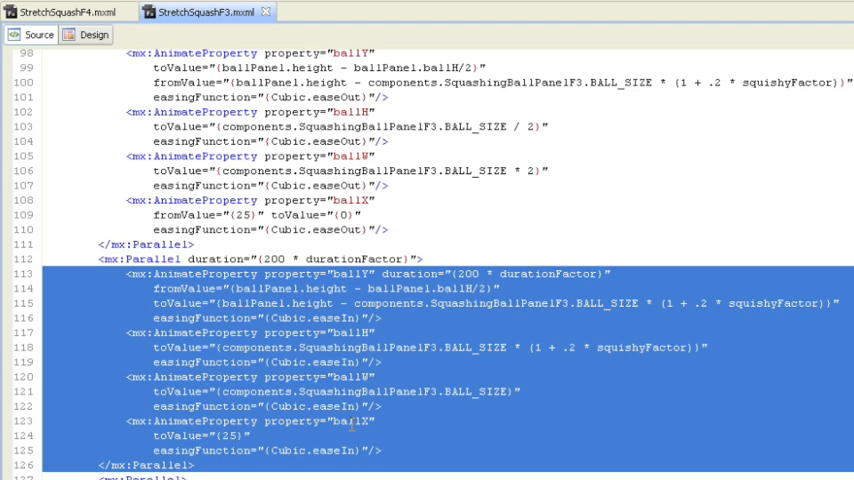 StretchSquashF4.mxml
StretchSquashF3.mxml
Source
Design
98 <mx:AnimateProperty property="ballY"
99 toValue="{ballPanel.height - ballPanel.ballH/2}"
100 fromValue="{ballPanel.height - components.SquashingBallPanelF3.BALL_SIZE * (1 + .2 * squishyFactor)}"
101 easingFunction="{Cubic.easeOut}"/>
102 <mx:AnimateProperty property="ballH"
103 toValue="{components.SquashingBallPanelF3.BALL_SIZE / 2}"
104 easingFunction="{Cubic.easeOut}"/>
105 <mx:AnimateProperty property="ballW"
106 toValue="{components.SquashingBallPanelF3.BALL_SIZE * 2}"
107 easingFunction="{Cubic.easeOut}"/>
108 <mx:AnimateProperty property="ballX"
109 fromValue="{25}" toValue="{0}"
110 easingFunction="{Cubic.easeOut}"/>
111 </mx:Parallel>
112 <mx:Parallel duration="{200 * durationFactor}">
113 <mx:AnimateProperty property="ballY" duration="{200 * durationFactor}"
114 fromValue="{ballPanel.height - ballPanel.ballH/2}"
115 toValue="{ballPanel.height - components.SquashingBallPanelF3.BALL_SIZE * (1 + .2 * squishyFactor)}"
116 easingFunction="{Cubic.easeIn}"/>
117 <mx:AnimateProperty property="ballH"
118 toValue="{components.SquashingBallPanelF3.BALL_SIZE * (1 + .2 * squishyFactor)}"
119 easingFunction="{Cubic.easeIn}"/>
120 <mx:AnimateProperty property="ballW"
121 toValue="{components.SquashingBallPanelF3.BALL_SIZE}"
122 easingFunction="{Cubic.easeIn}"/>
123 <mx:AnimateProperty property="ballX"
124 toValue="{25}"
125 easingFunction="{Cubic.easeIn}"/>
126 </mx:Parallel>
127 <mx:Parallel>